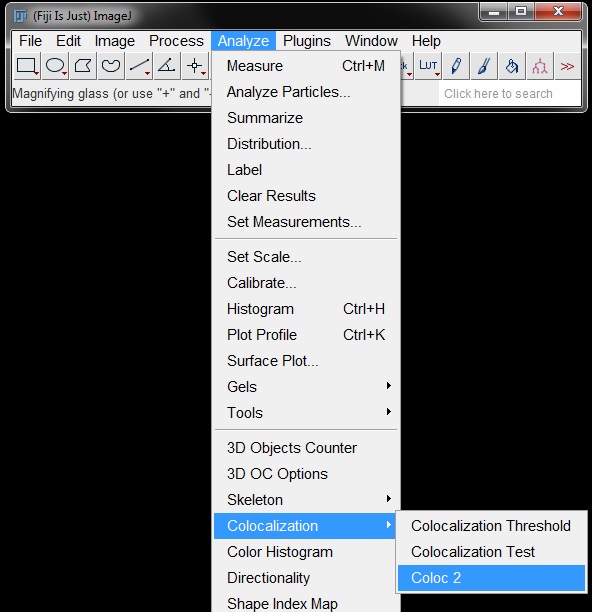 (Fiji Is Just) ImageJ
File Edit Image Process Analyze Plugins Window Help
LUT
Magnifying glass (or use "+" and "-
Click here to search
Measure Ctrl+M
Analyze Particles...
Summarize
Distribution...
Label
Clear Results
Set Measurements...
Set Scale...
Calibrate...
Histogram Ctrl+H
Plot Profile Ctrl+K
Surface Plot...
Gels
Tools
3D Objects Counter
3D OC Options
Skeleton
Colocalization
Colocalization Threshold
Color Histogram
Colocalization Test
Directionality
Coloc 2
Shape Index Map